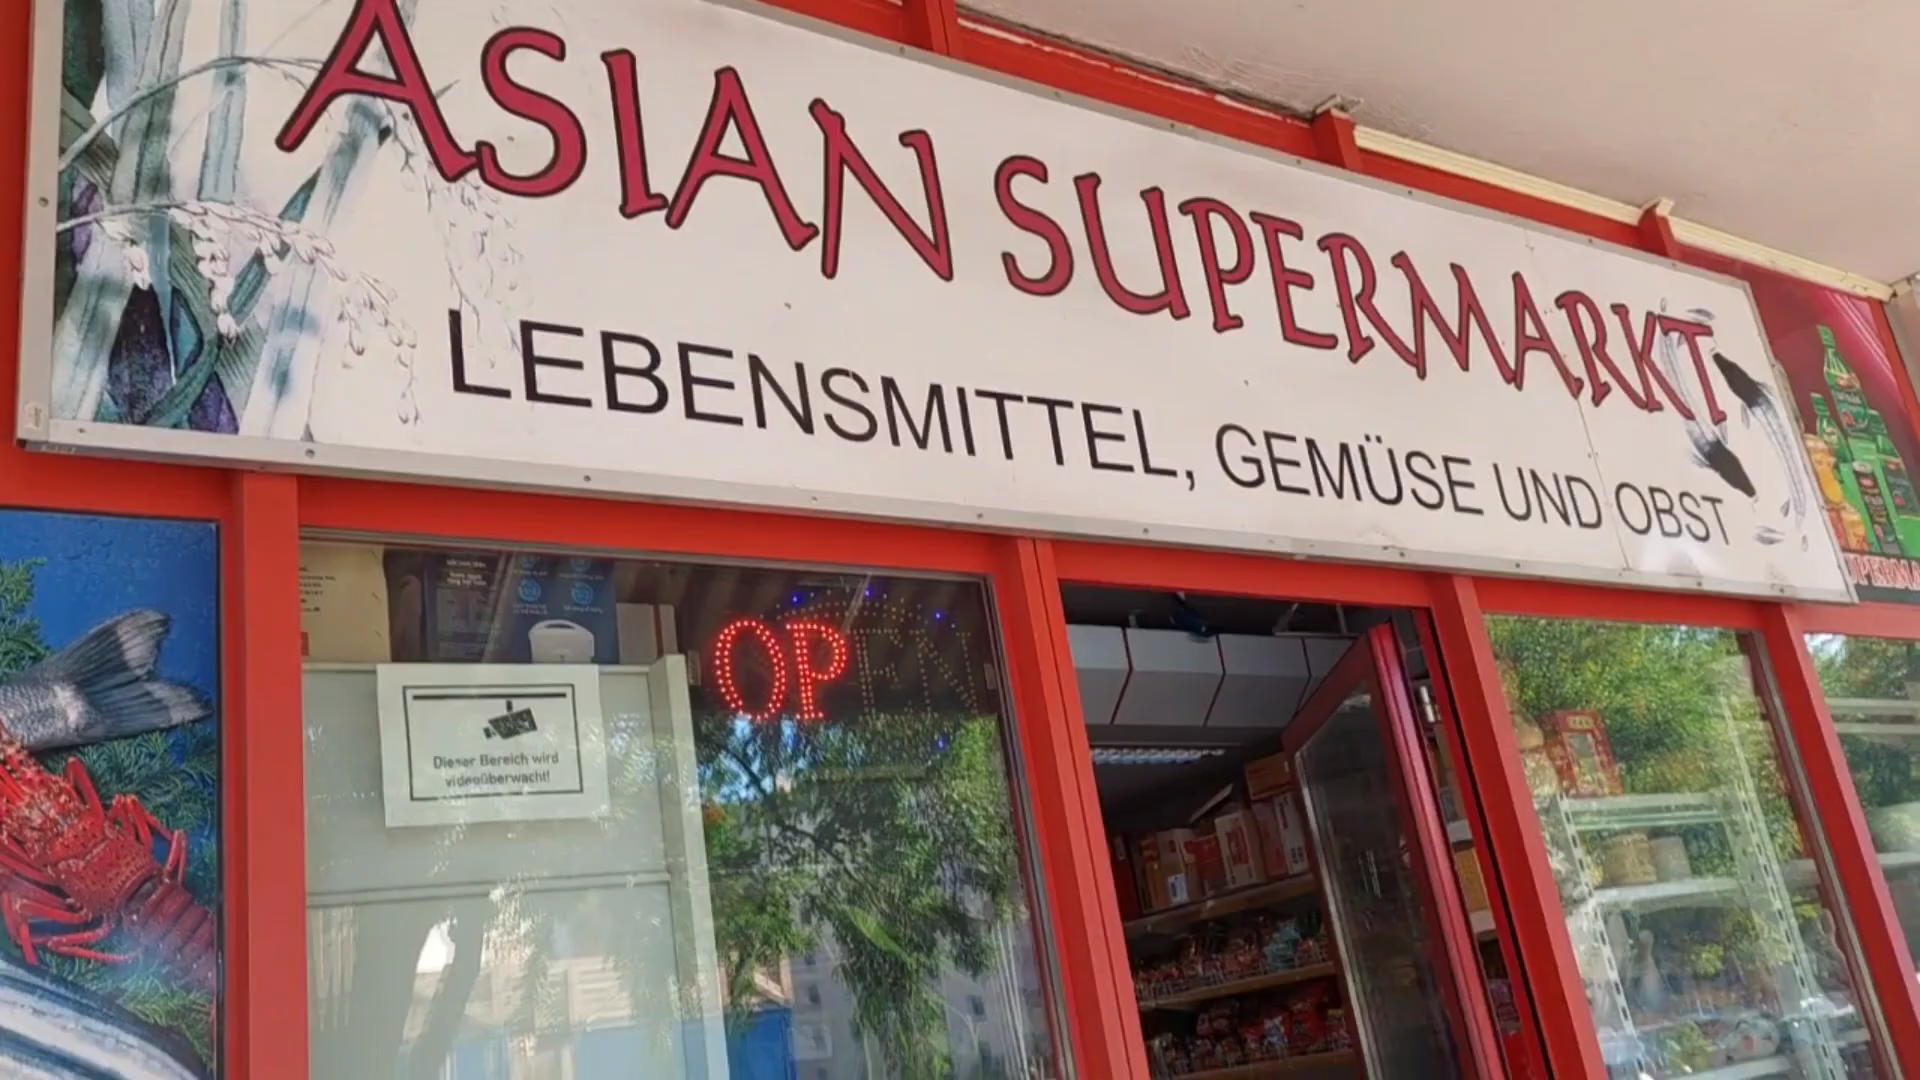 ASIAN SUPERMARKT
LEBENSMITTEL, GEMÜSE UND OBST
OPEN
Dieser Bereich wird
videoüberwacht!